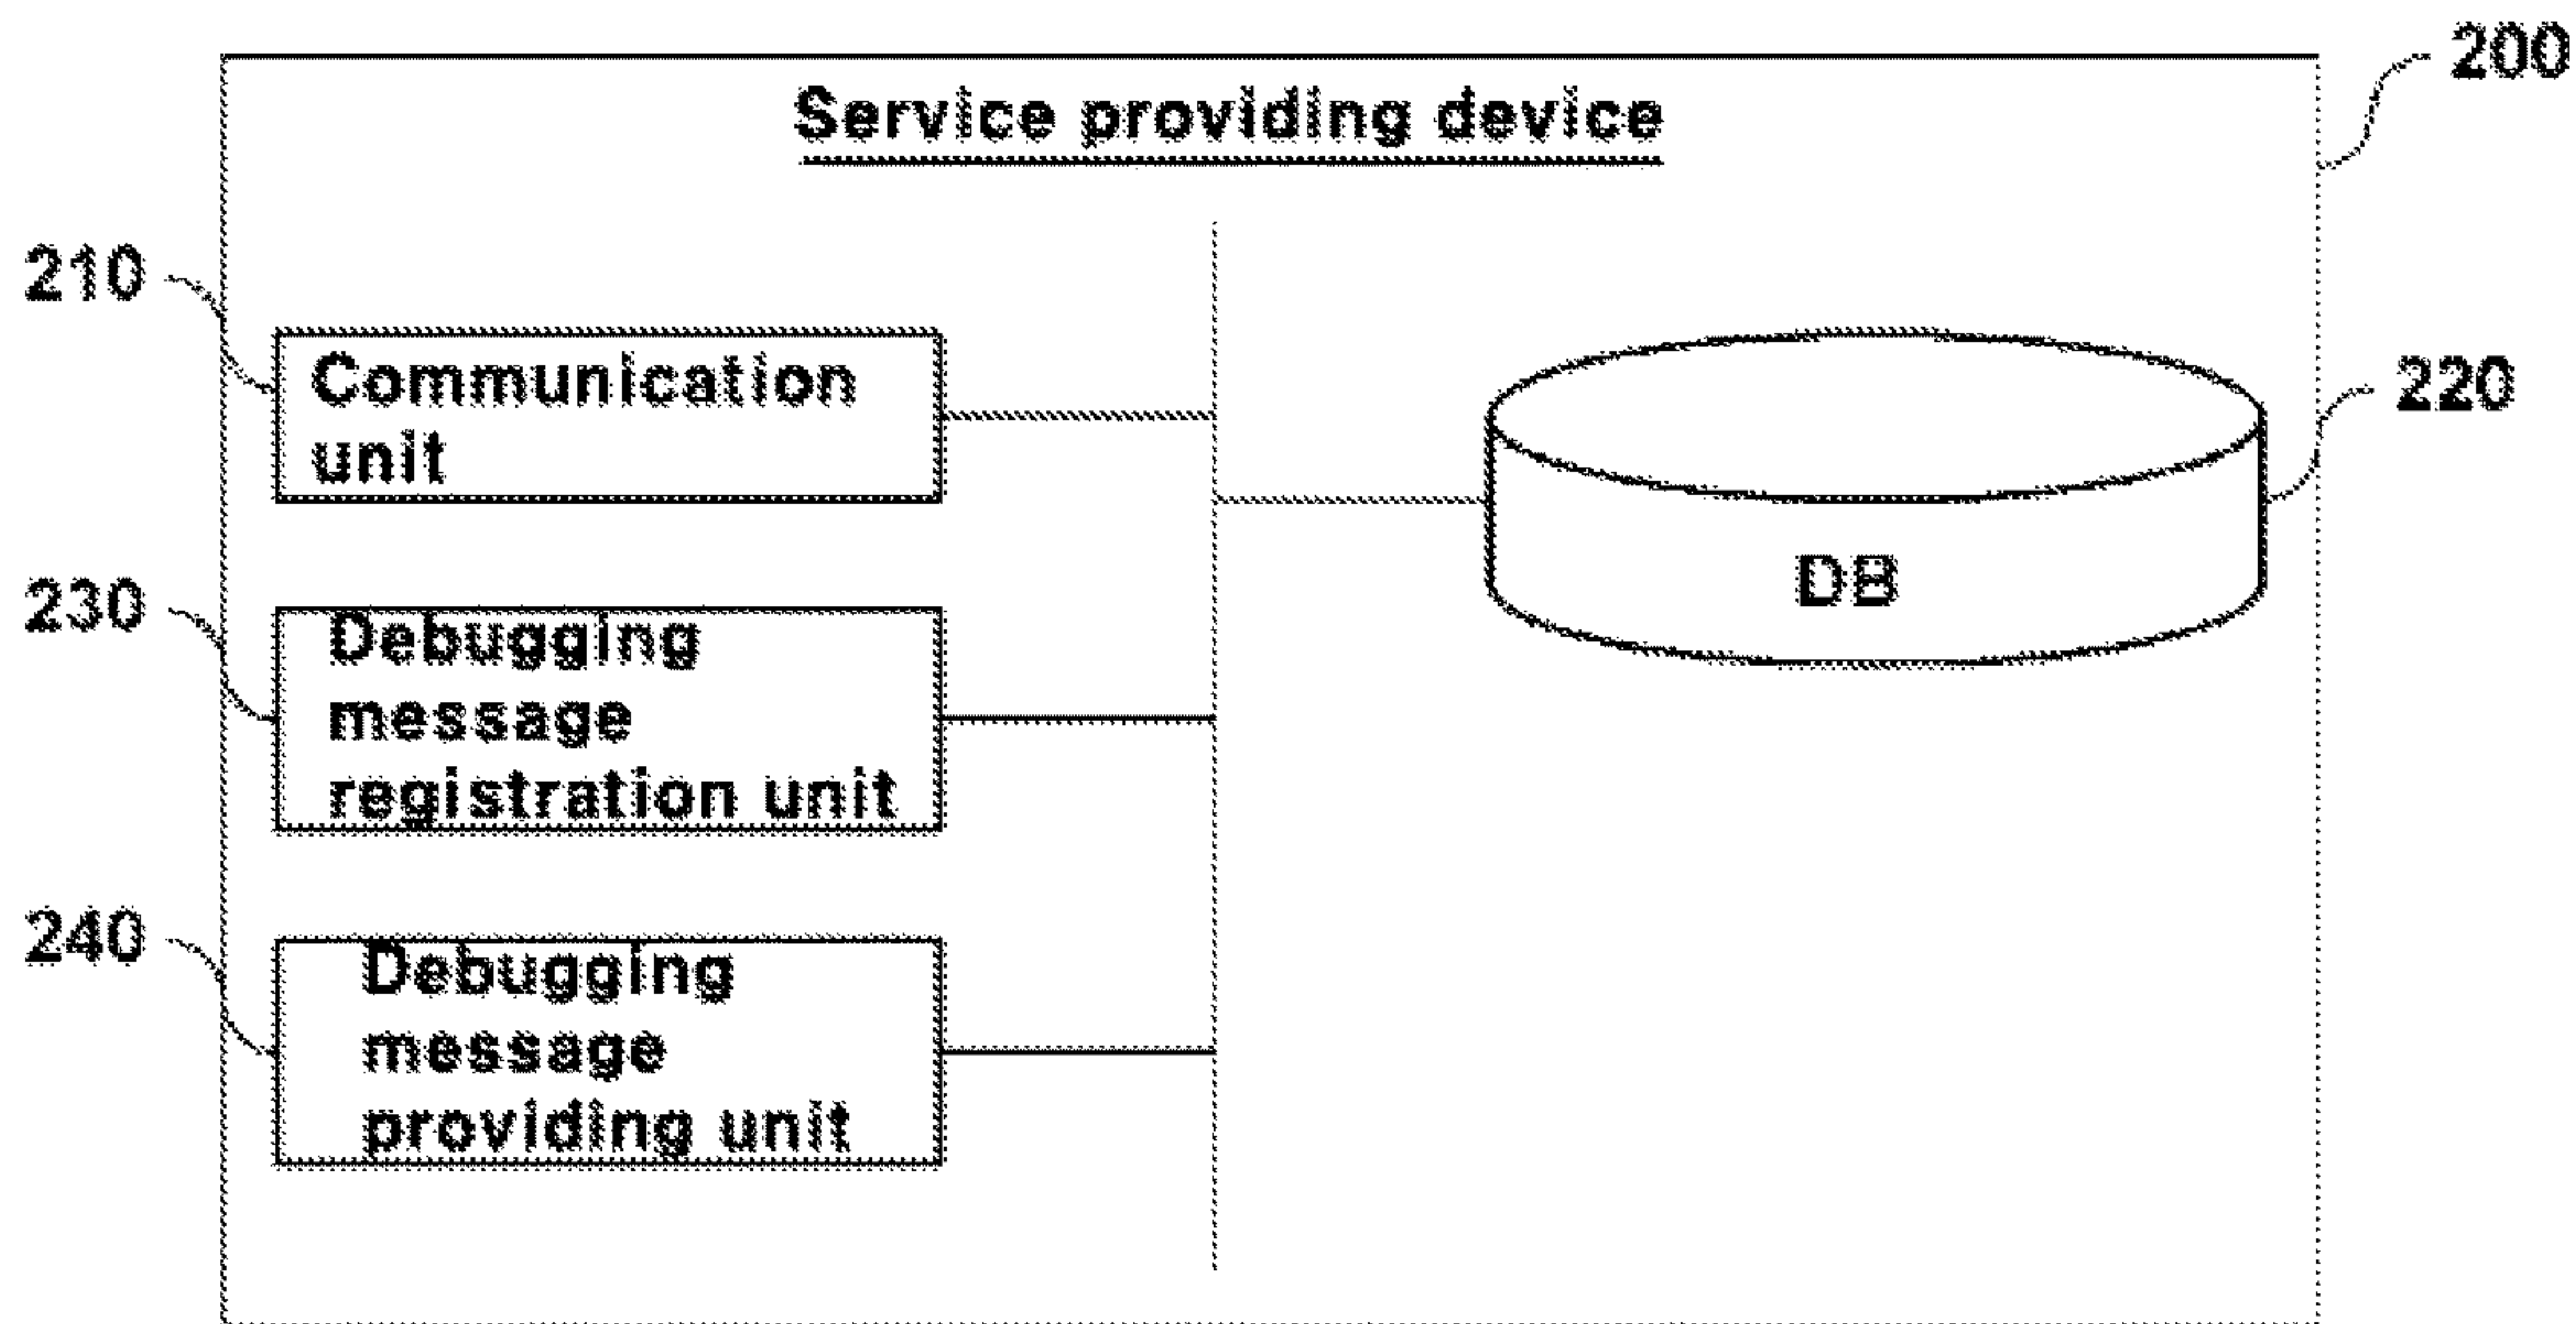 200
Service providing device
210
Communication
unit
220
DB
230
Debugging
message
registration unit
240
Debugging
message
providing unit